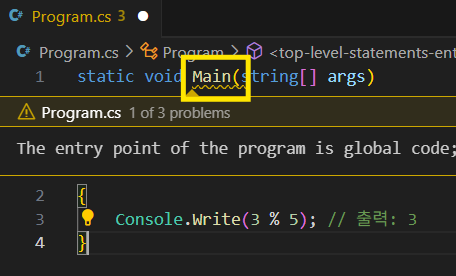 C# Program.cs 3
C# Program.cs > Program > <top-level-statements-ent
1 static void Main(string[] args)
Program.cs 1 of 3 problems
The entry point of the program is global code;
2 {
3 Console.Write(3 % 5); // 출력: 3
4 }